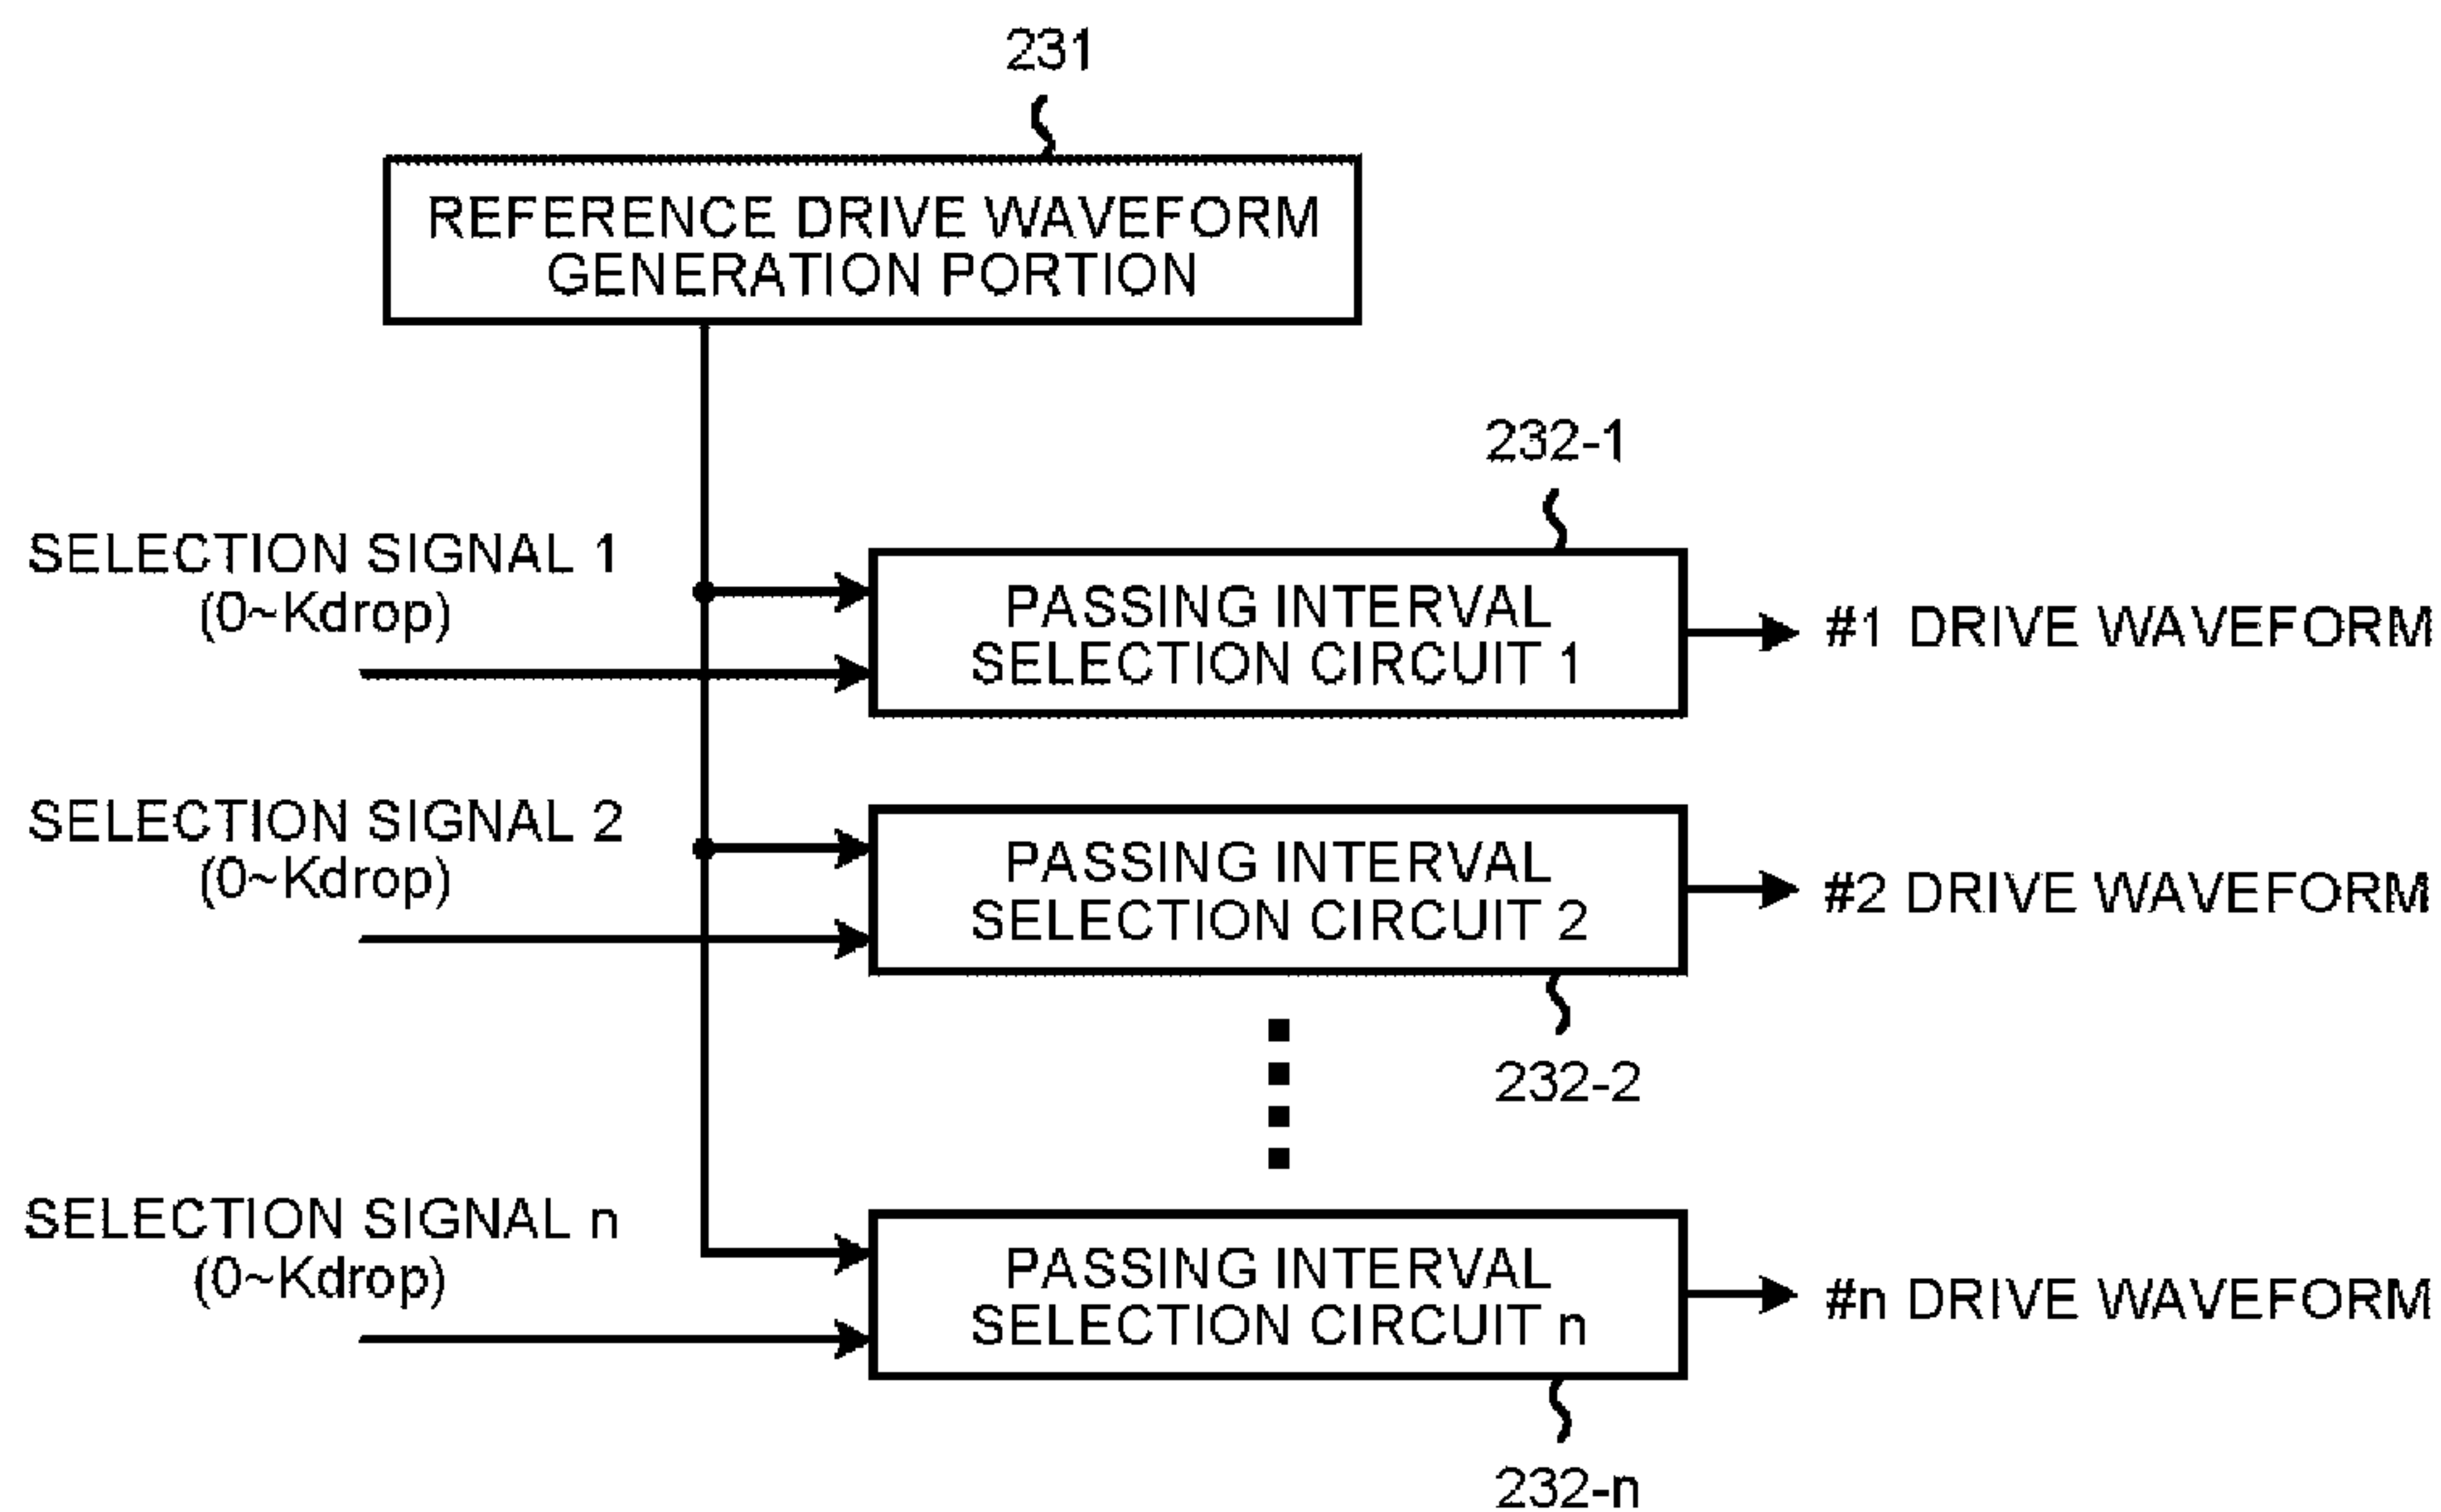 231
REFERENCE DRIVE WAVEFORM
GENERATION PORTION
232-1
SELECTION SIGNAL 1
(0~Kdrop)
PASSING INTERVAL
SELECTION CIRCUIT 1
#1 DRIVE WAVEFORM
SELECTION SIGNAL 2
(0~Kdrop)
PASSING INTERVAL
SELECTION CIRCUIT 2
#2 DRIVE WAVEFORM
232-2
SELECTION SIGNAL n
(0~Kdrop)
PASSING INTERVAL
SELECTION CIRCUIT n
#n DRIVE WAVEFORM
232-n